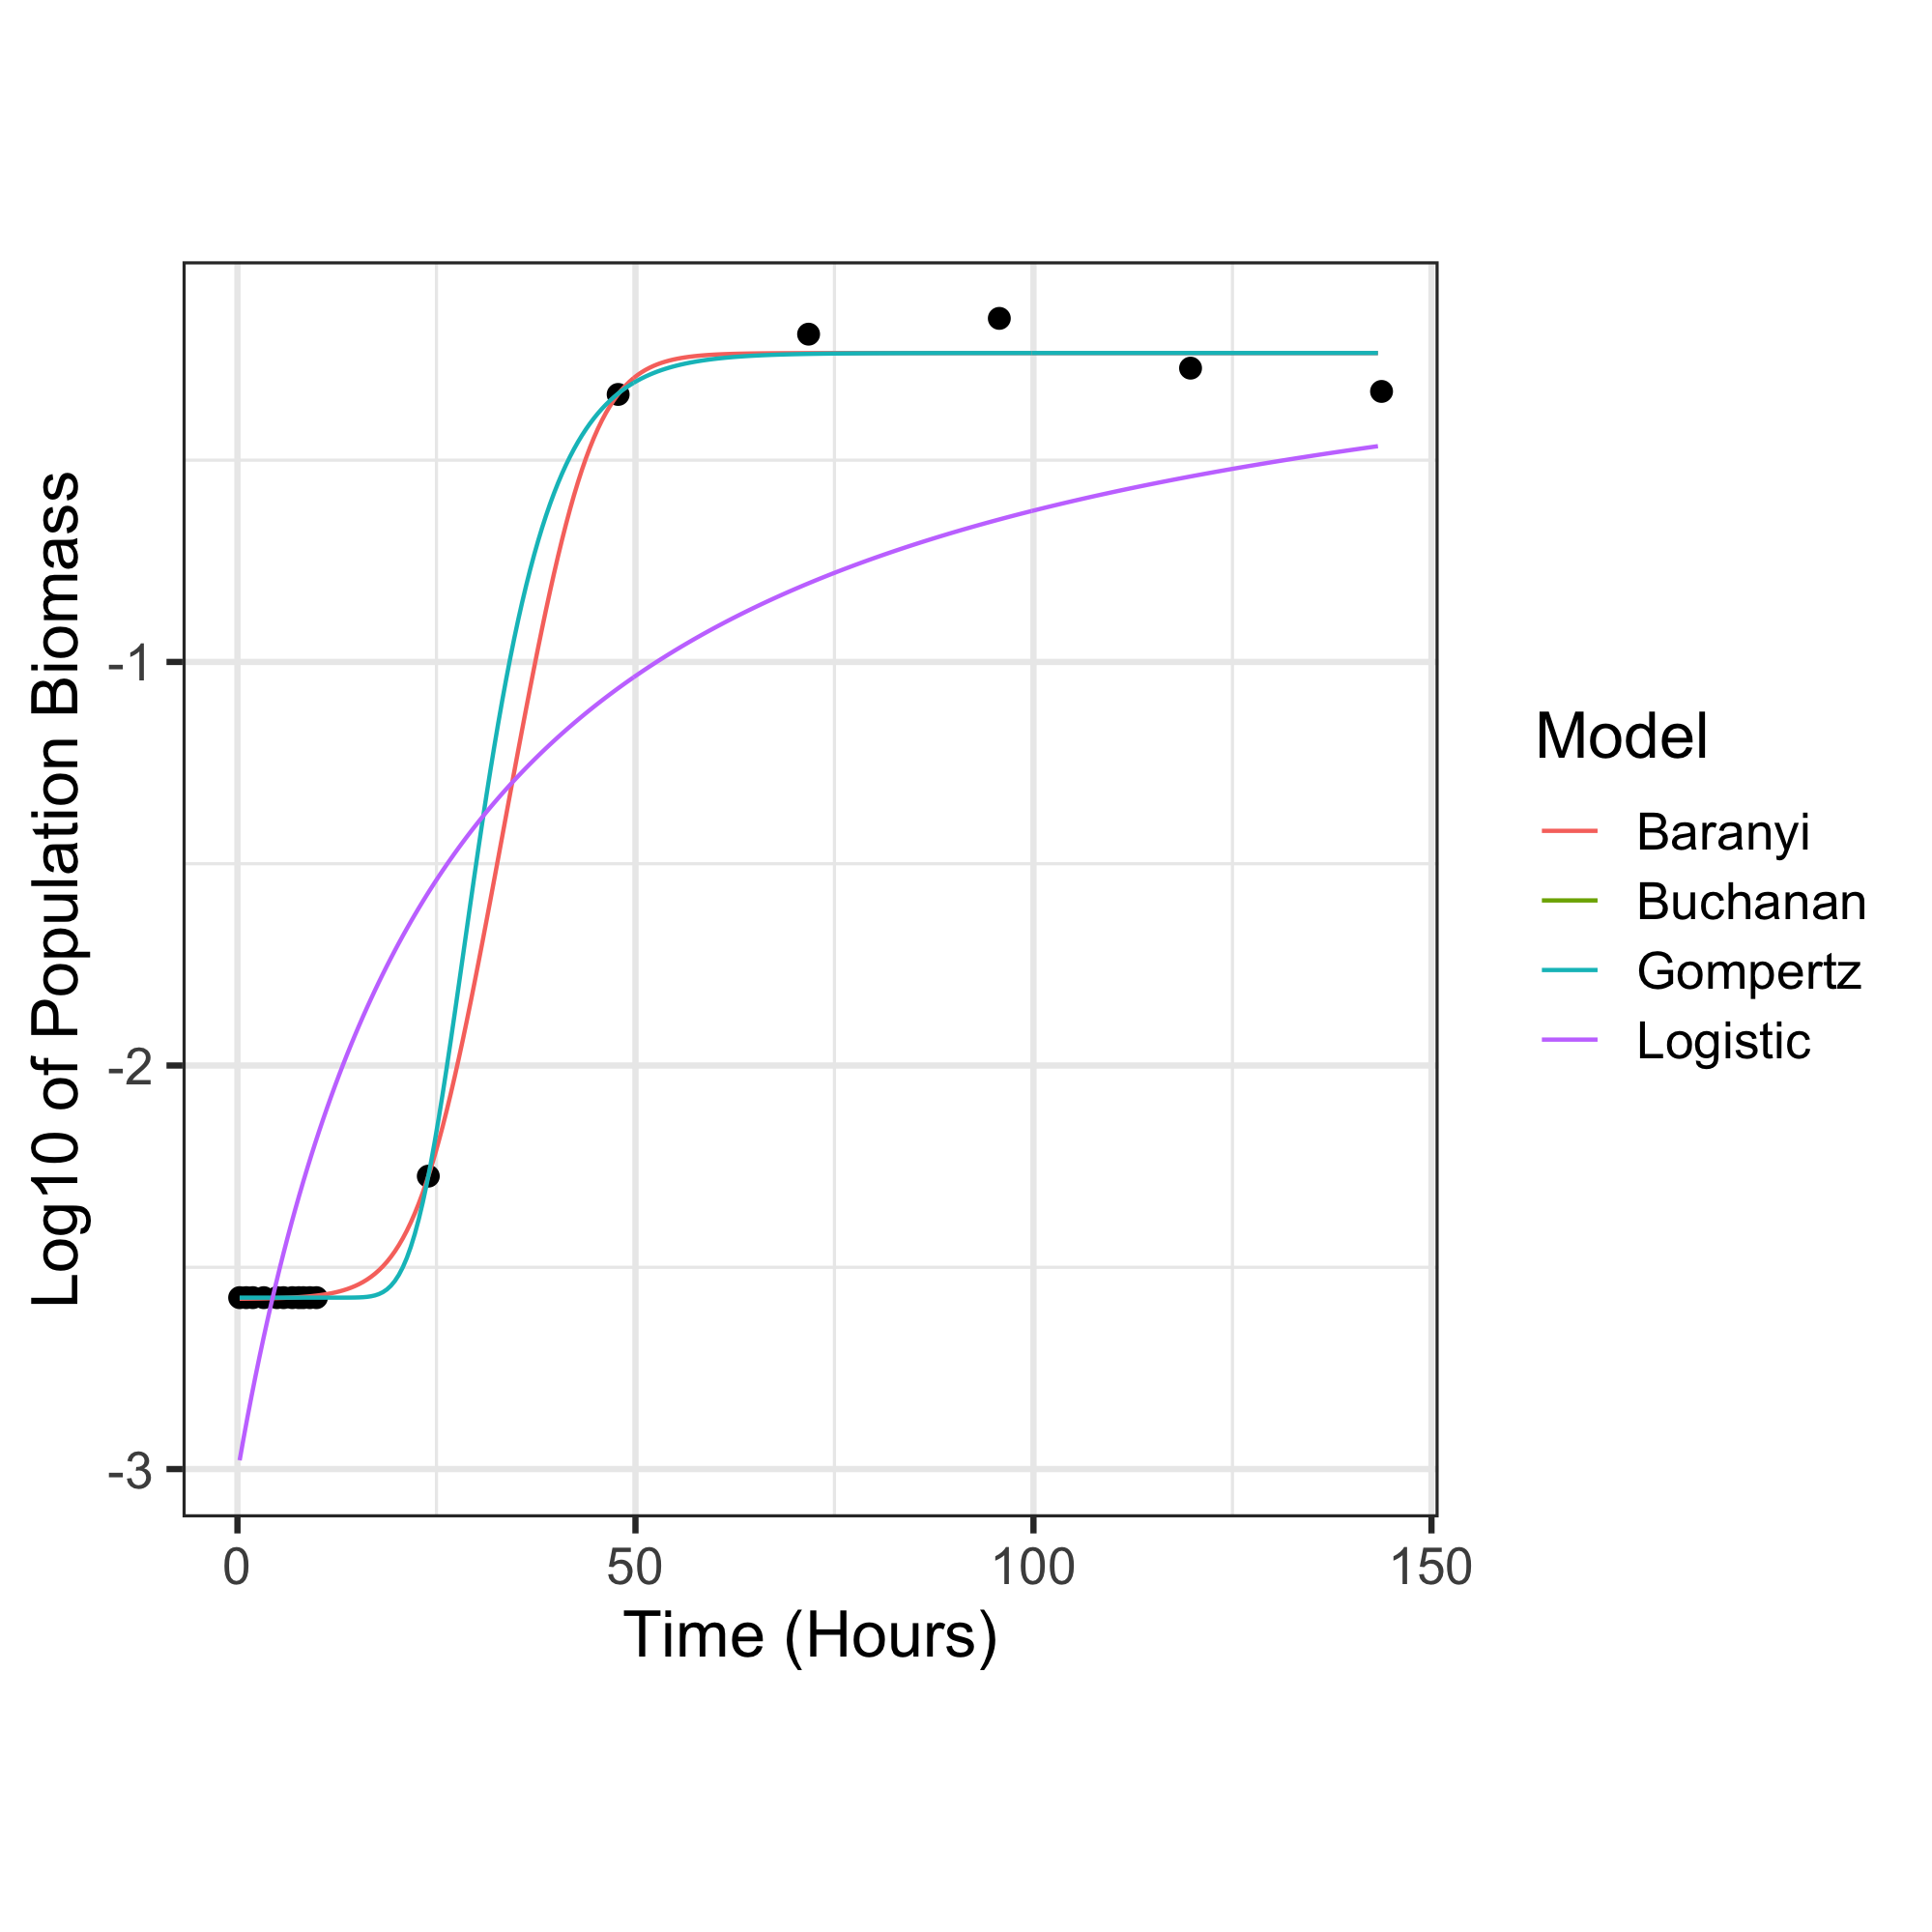 Log10 of Population Biomass
-1
-2
-3
0 50 100 150
Time (Hours)
Model
Baranyi
Buchanan
Gompertz
Logistic